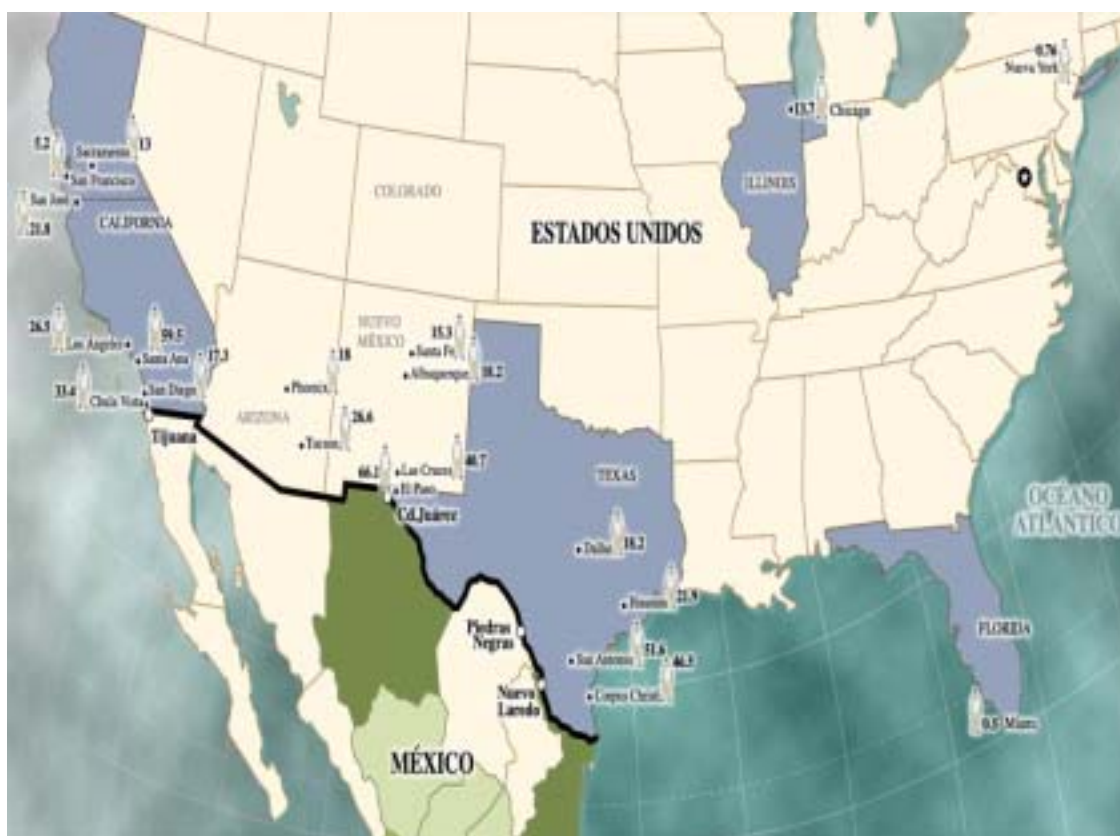 0.76
Nueva York
13.7
Chicago
5.2
Sacramento
13
San Francisco
San José
21.8
CALIFORNIA
COLORADO
ILLINOIS
ESTADOS UNIDOS
26.5
Los Angeles
59.5
Santa Ana
17.3
33.4
San Diego
Chula Vista
Tijuana
NUEVO
MÉXICO
15.3
Santa Fe
Albuquerque
18.2
18
Phoenix
ARIZONA
26.6
Tucson
66.2
Las Cruces
El Paso
Cd.Juárez
TEXAS
Dallas
18.2
Houston
21.9
51.6
San Antonio
46.3
Corpus Christi
Piedras
Negras
Nuevo
Laredo
MÉXICO
OCÉANO
ATLÁNTICO
FLORIDA
0.5
Miami